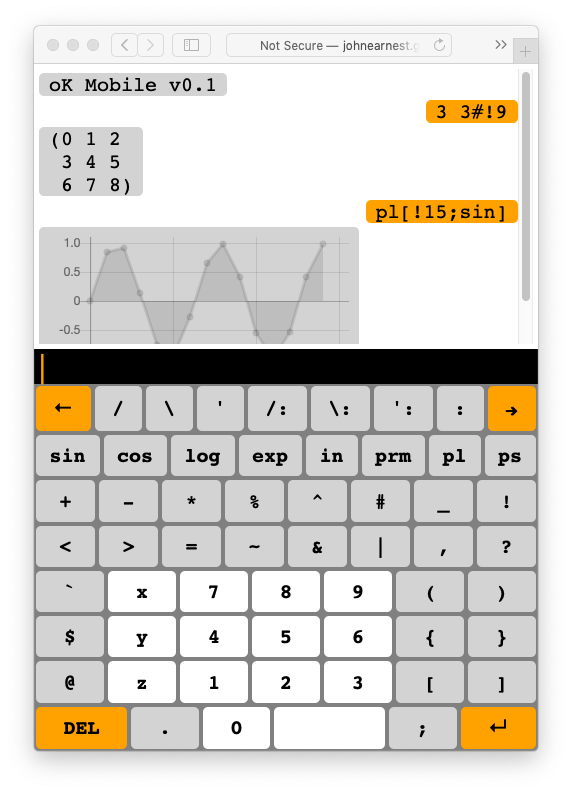 Not Secure — johnearnest.g
oK Mobile v0.1
3 3#!9
(0 1 2
3 4 5
6 7 8)
pl[!15;sin]
1.0
0.5
0
-0.5
← / \ ' /: \: ': : →
sin cos log exp in prm pl ps
+ - * % ^ # _ !
< > = ~ & | , ?
` x 7 8 9 ( )
$ y 4 5 6 { }
@ z 1 2 3 [ ]
DEL . 0 ; ↵